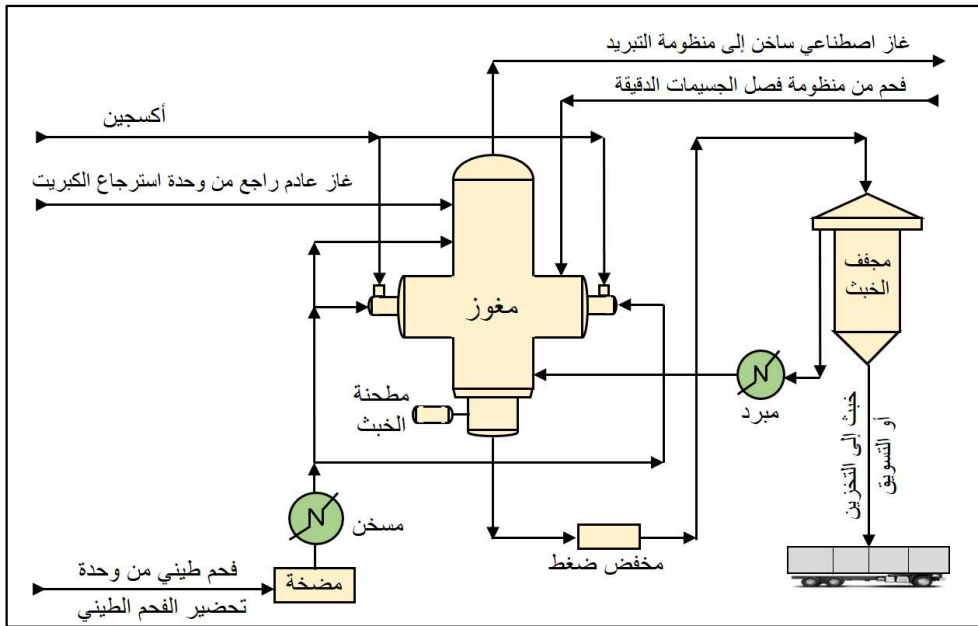 غاز اصطناعي ساخن إلى منظومة التبريد
فحم من منظومة فصل الجسيمات الدقيقة
أكسجين
غاز عادم راجع من وحدة استرجاع الكبريت
مجفف
الخبث
مغوز
مطحنة
الخبث
مبرد
خبث إلى التخزين
أو التسويق
مسخن
مخفض ضغط
فحم طيني من وحدة
تحضير الفحم الطيني
مضخة